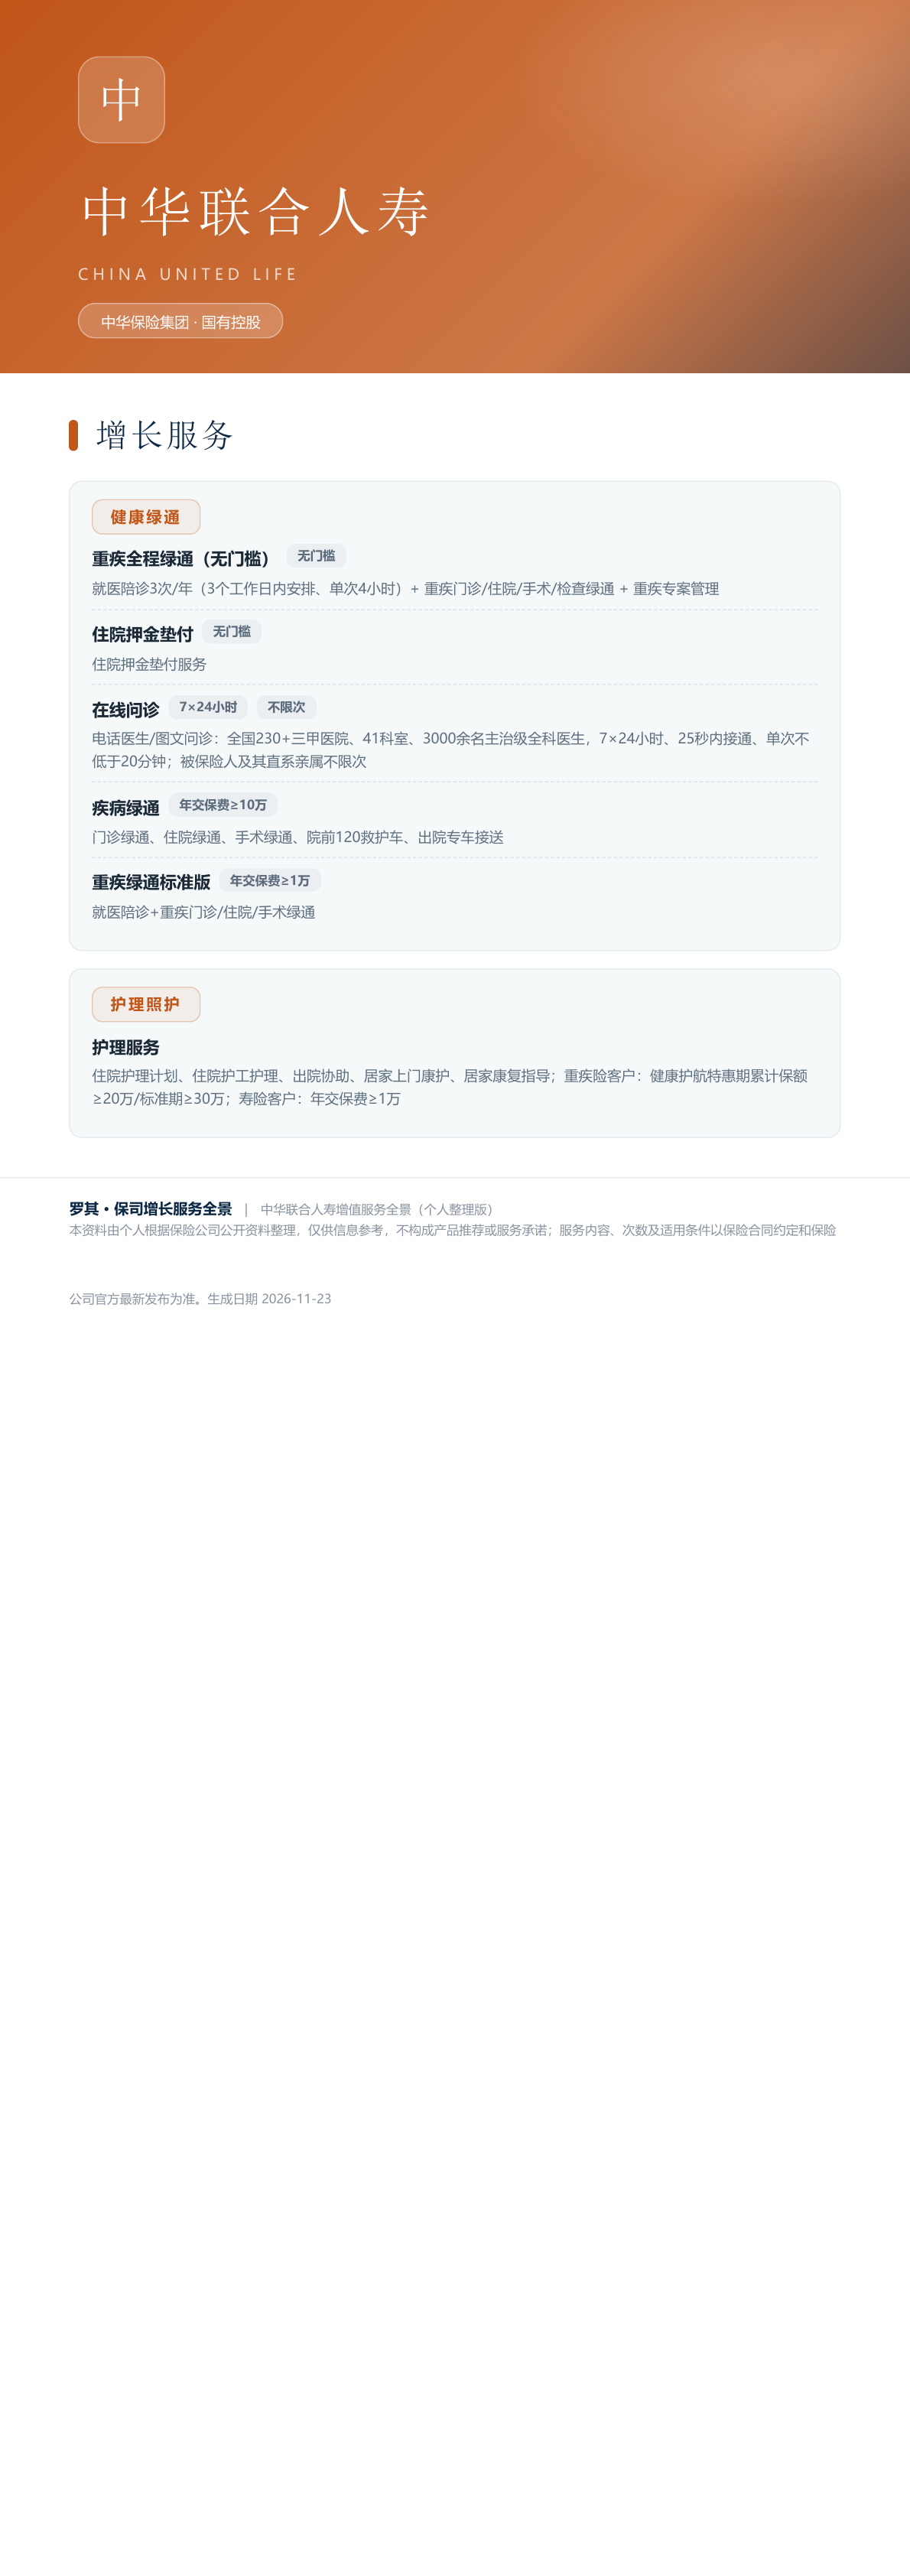 中
中华联合人寿
CHINA UNITED LIFE
中华保险集团 · 国有控股
增长服务
健康绿通
重疾全程绿通（无门槛） 无门槛
就医陪诊3次/年（3个工作日内安排、单次4小时）+ 重疾门诊/住院/手术/检查绿通 + 重疾专案管理
住院押金垫付 无门槛
住院押金垫付服务
在线问诊 7×24小时 不限次
电话医生/图文问诊：全国230+三甲医院、41科室、3000余名主治级全科医生，7×24小时、25秒内接通、单次不
低于20分钟；被保险人及其直系亲属不限次
疾病绿通 年交保费≥10万
门诊绿通、住院绿通、手术绿通、院前120救护车、出院专车接送
重疾绿通标准版 年交保费≥1万
就医陪诊+重疾门诊/住院/手术绿通
护理照护
护理服务
住院护理计划、住院护工护理、出院协助、居家上门康护、居家康复指导；重疾险客户：健康护航特惠期累计保额
≥20万/标准期≥30万；寿险客户：年交保费≥1万
罗其 · 保司增长服务全景 | 中华联合人寿增值服务全景（个人整理版）
本资料由个人根据保险公司公开资料整理，仅供信息参考，不构成产品推荐或服务承诺；服务内容、次数及适用条件以保险合同约定和保险
公司官方最新发布为准。生成日期 2026-11-23